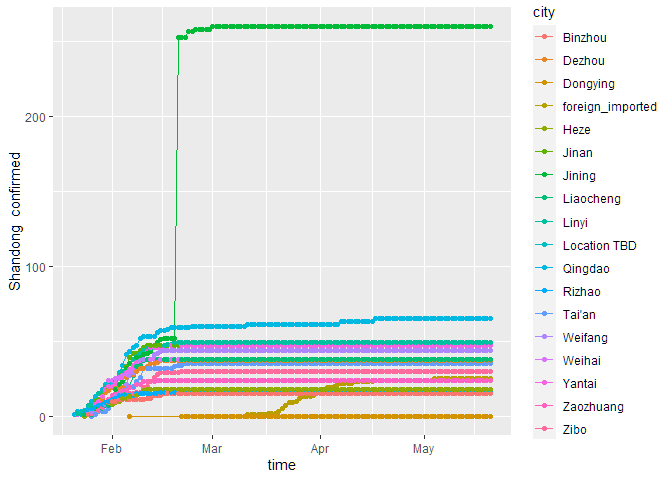 city
Binzhou
Dezhou
Dongying
foreign_imported
Heze
Jinan
Jining
Liaocheng
Linyi
Location TBD
Qingdao
Rizhao
Tai'an
Weifang
Weihai
Yantai
Zaozhuang
Zibo
Shandong confirmed
200
100
0
Feb
Mar
Apr
May
time